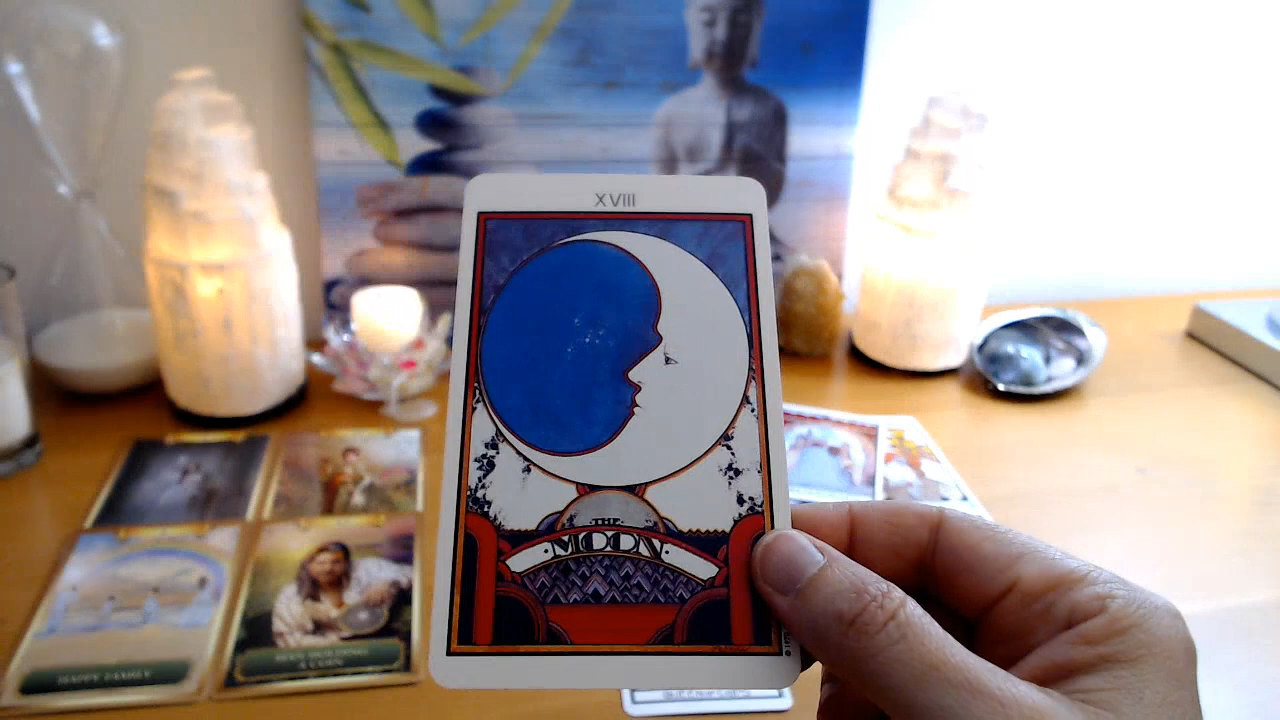 XVIII
THE
·MOON·
HAPPY FAMILY
MAN HOLDING
A COIN